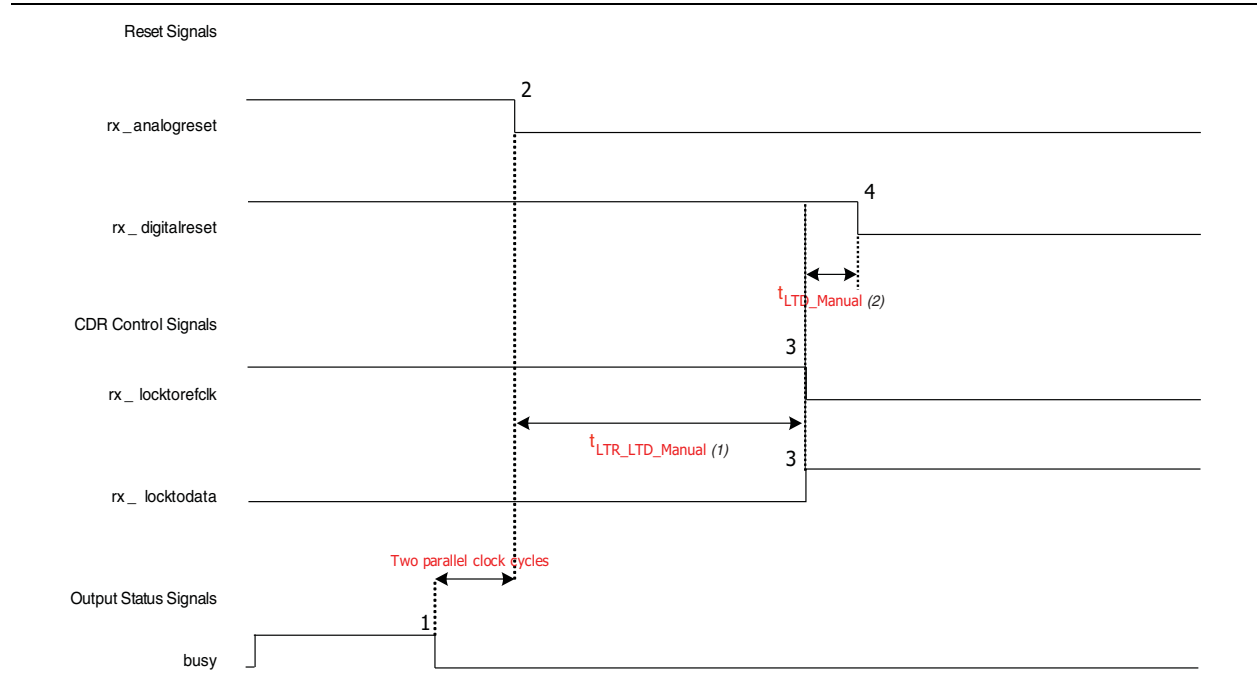 Reset Signals
2
rx _ analogreset
4
rx _ digitalreset
tLTD_Manual (2)
CDR Control Signals
3
rx _ locktorefclk
tLTR_LTD_Manual (1)
3
rx _ locktodata
Two parallel clock cycles
Output Status Signals
1
busy